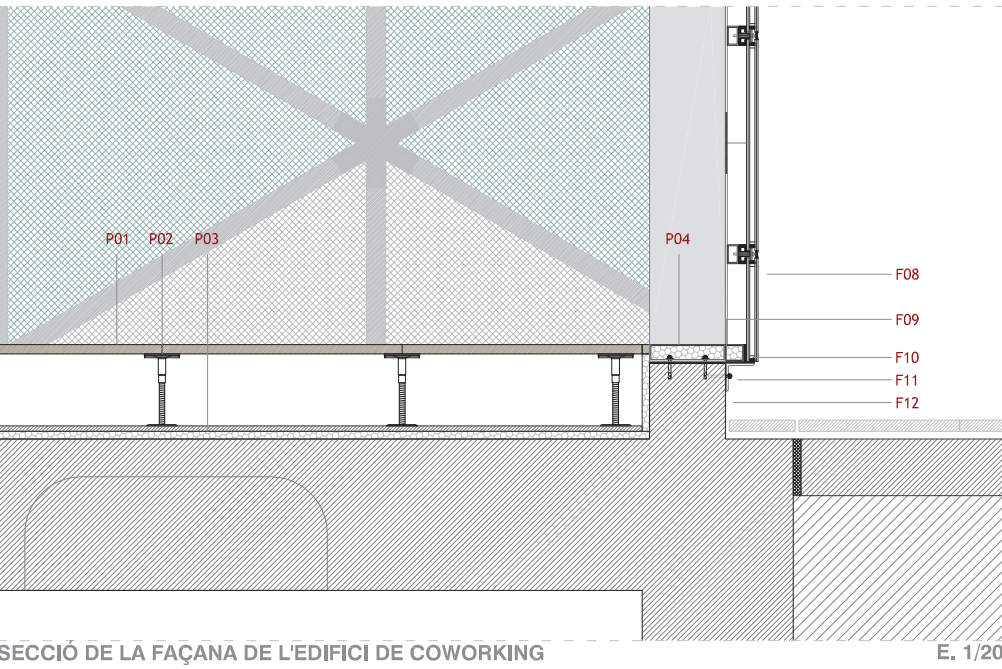 P01 P02 P03 P04
F08
F09
F10
F11
F12
SECCIÓ DE LA FAÇANA DE L'EDIFICI DE COWORKING E. 1/20